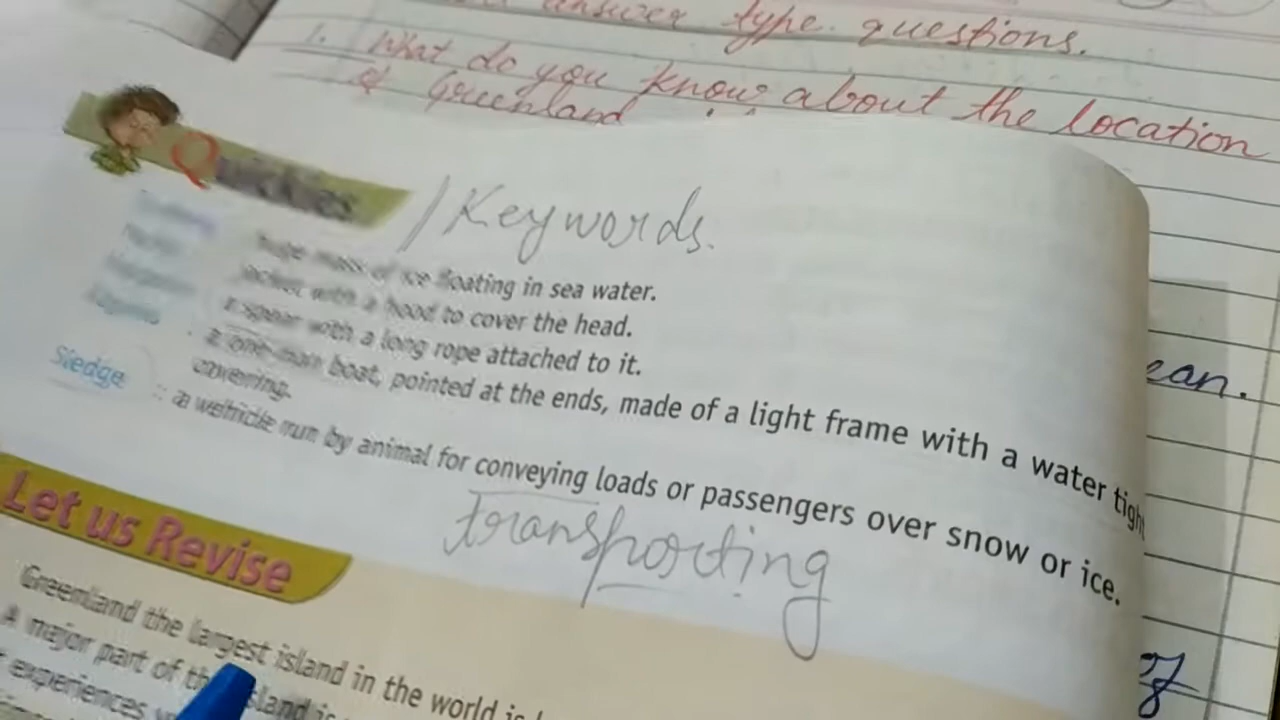 answer type questions.
1. What do you know about the location
of Greenland
Quickies / Keywords.
huge mass of ice floating in sea water.
jacket with a hood to cover the head.
a spear with a long rope attached to it.
a one-man boat, pointed at the ends, made of a light frame with a water tight
covering.
Sledge : a vehicle run by animal for conveying loads or passengers over snow or ice.
transporting
Let us Revise
Greenland the largest island in the world is
A major part of the island is
experiences
ean.
of